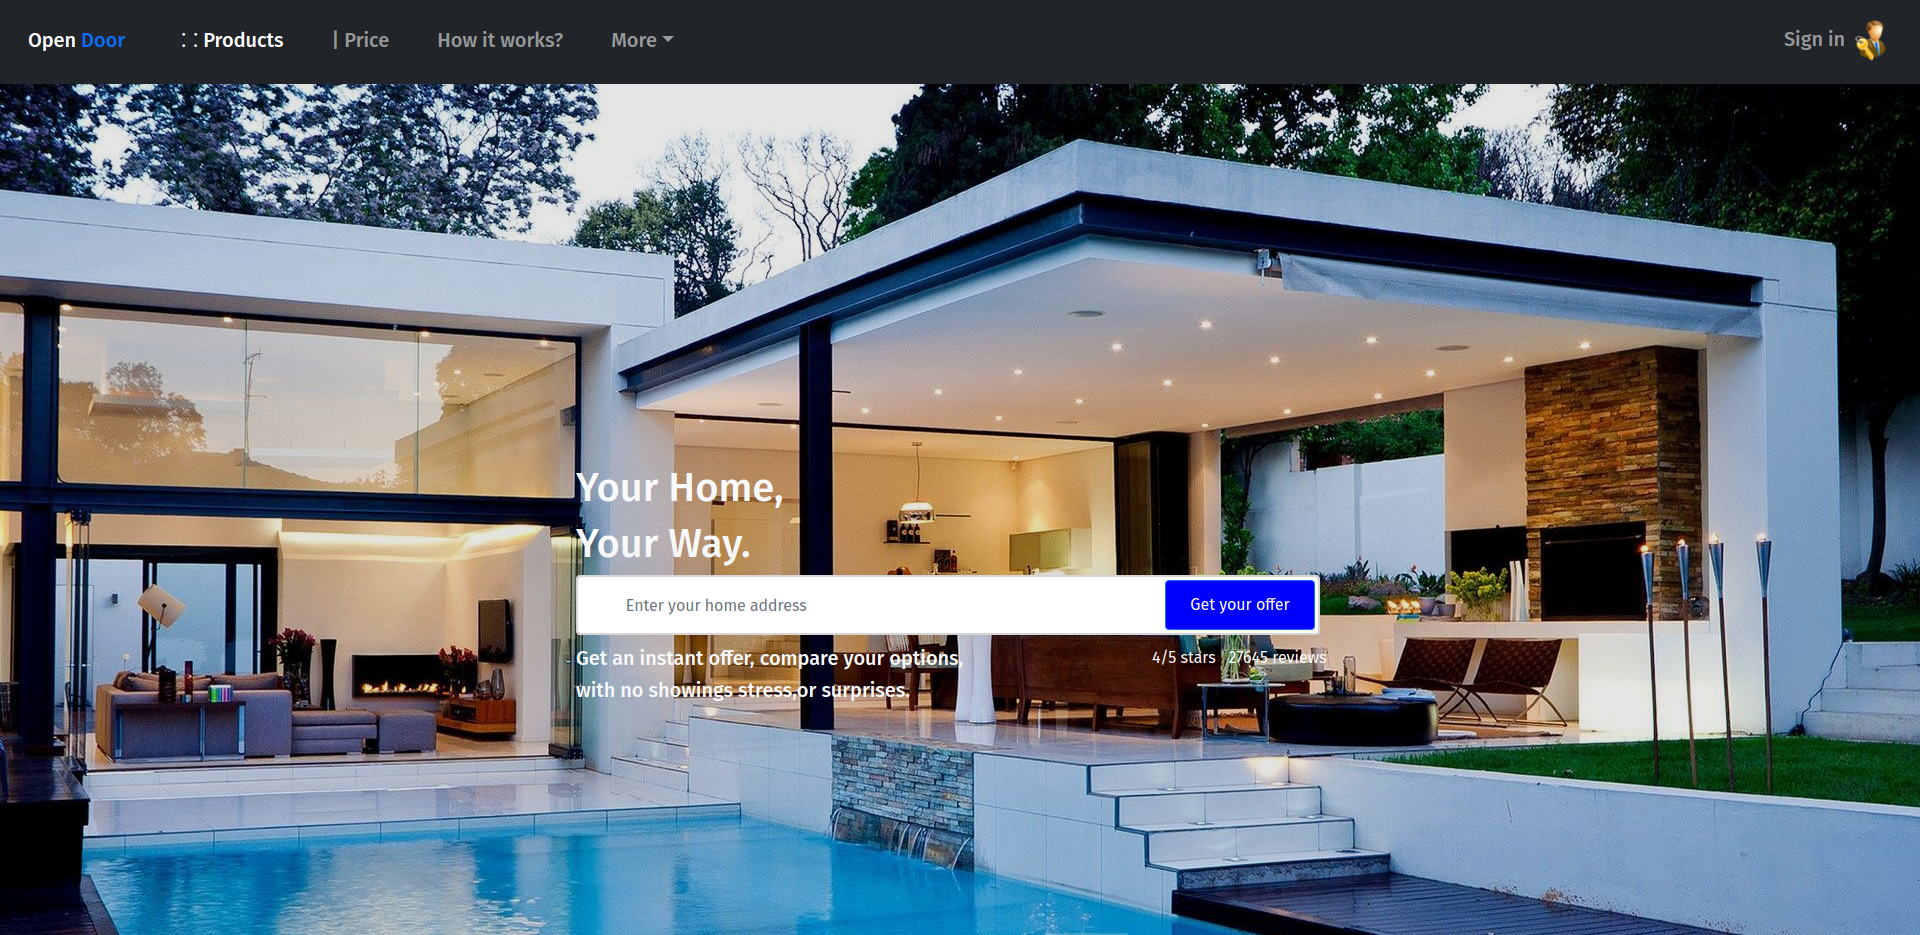 Open Door
: : Products
| Price
How it works?
More
Sign in
Your Home,
Your Way.
Enter your home address
Get your offer
Get an instant offer, compare your options,
with no showings stress,or surprises.
4/5 stars 27645 reviews